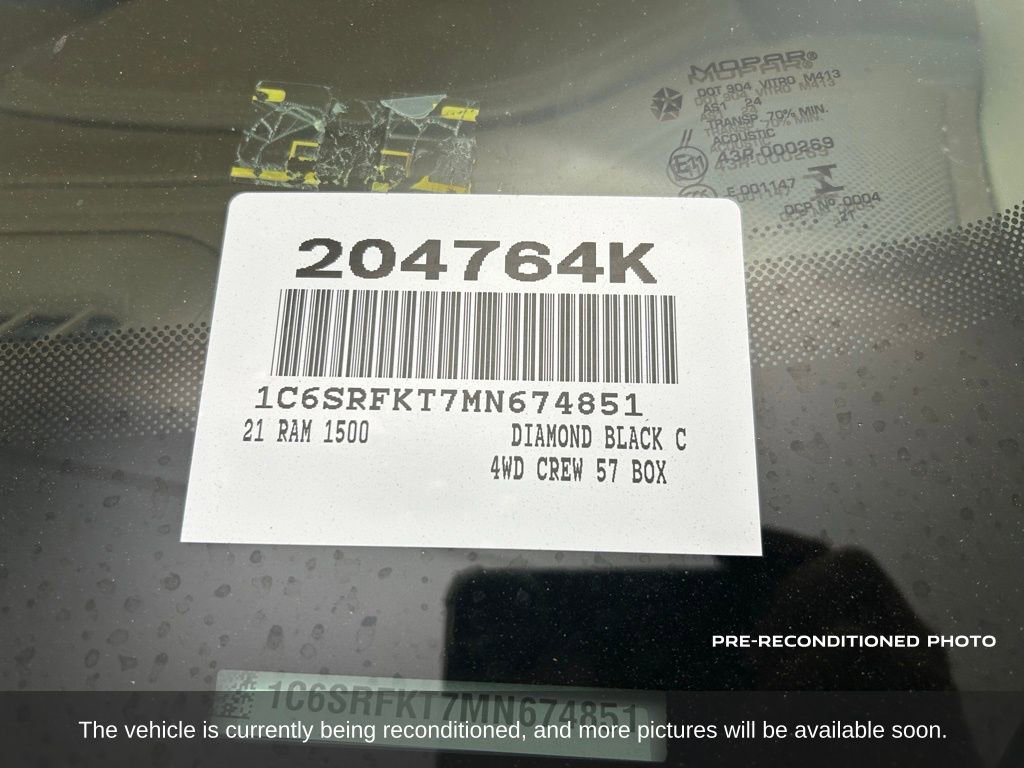 MOPAR®
DOT 904 VITRO M413
AS1 24
TRANSP 70% MIN.
ACOUSTIC
E11 43R-000269
E 001147
DCR Nº 0004
204764K
1C6SRFKT7MN674851
21 RAM 1500 DIAMOND BLACK C
4WD CREW 57 BOX
PRE-RECONDITIONED PHOTO
1C6SRFKT7MN674851
The vehicle is currently being reconditioned, and more pictures will be available soon.